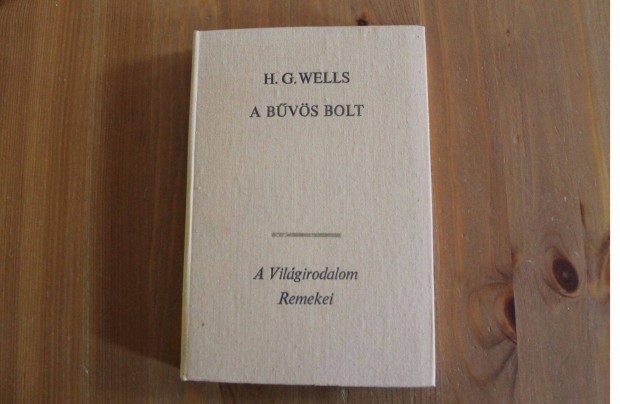 H. G. WELLS
A BŰVÖS BOLT
A Világirodalom
Remekei